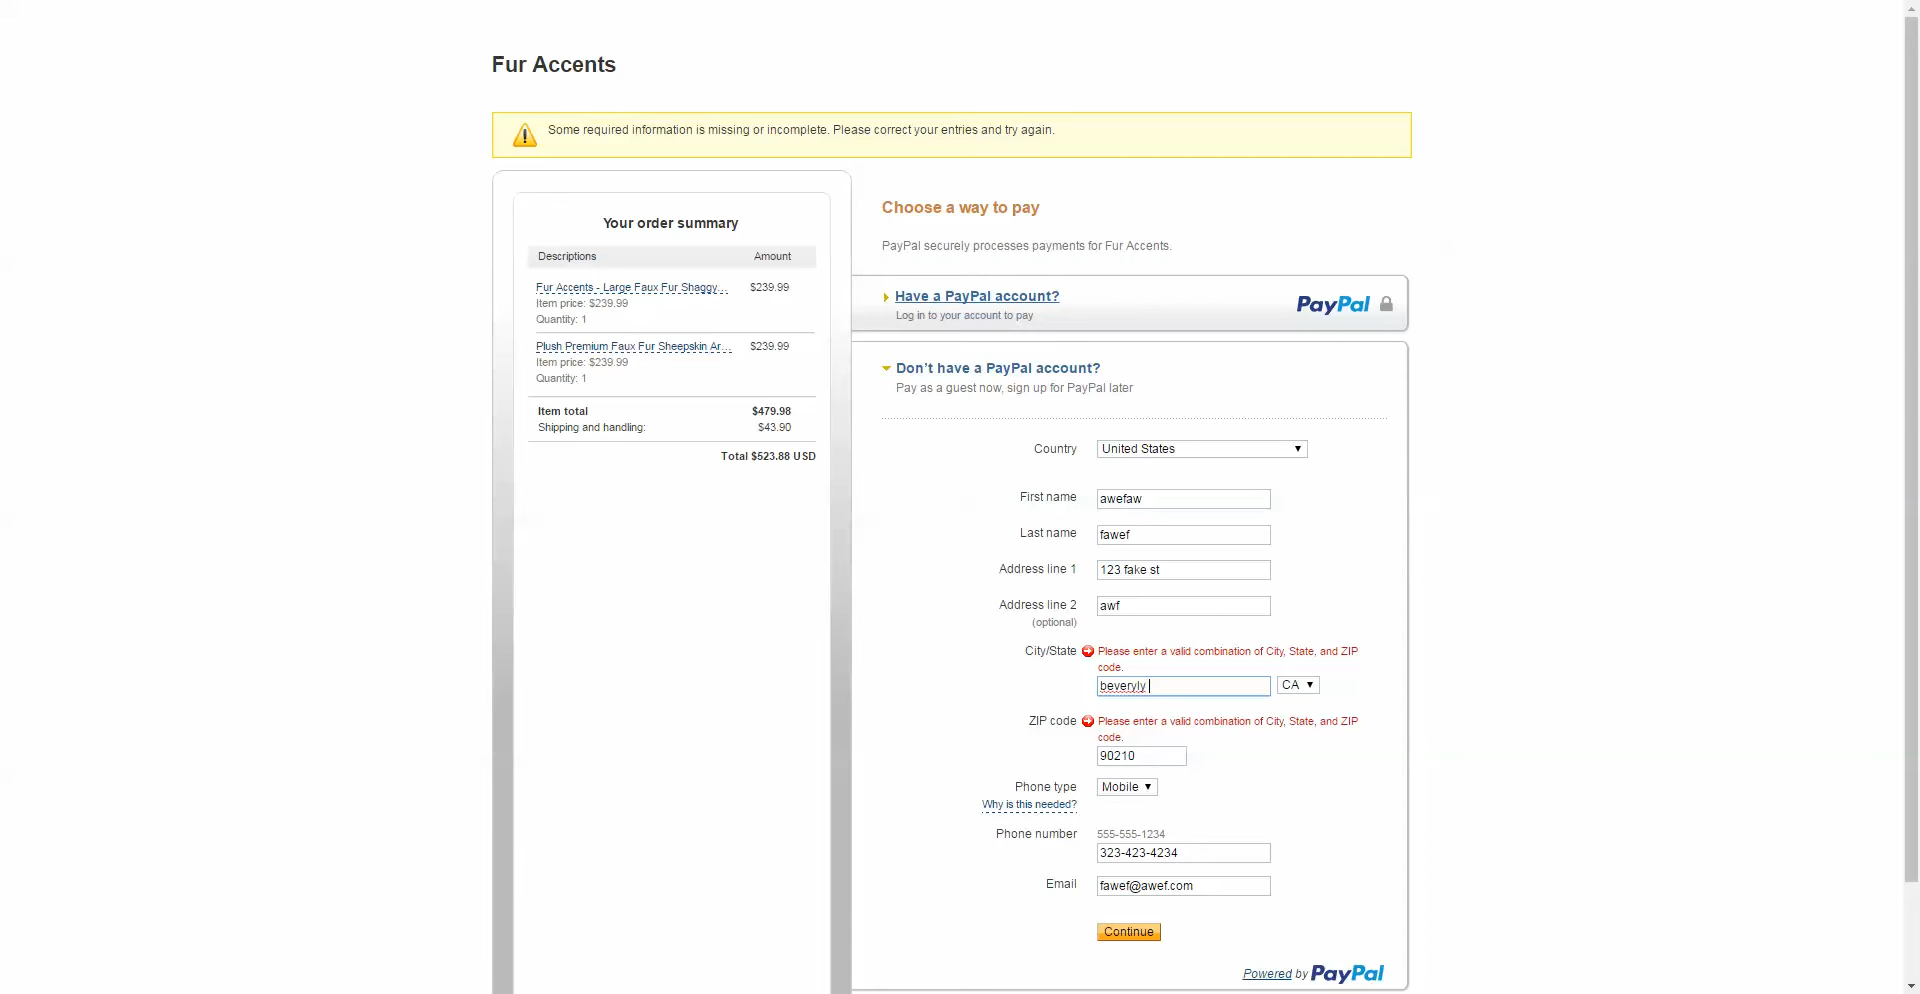 Fur Accents
Some required information is missing or incomplete. Please correct your entries and try again.
Your order summary
Descriptions Amount
Fur Accents - Large Faux Fur Shaggy... $239.99
Item price: $239.99
Quantity: 1
Plush Premium Faux Fur Sheepskin Ar... $239.99
Item price: $239.99
Quantity: 1
Item total $479.98
Shipping and handling: $43.90
Total $523.88 USD
Choose a way to pay
PayPal securely processes payments for Fur Accents.
Have a PayPal account?
Log in to your account to pay
PayPal
Don't have a PayPal account?
Pay as a guest now, sign up for PayPal later
Country United States
First name awefaw
Last name fawef
Address line 1 123 fake st
Address line 2 awf
(optional)
City/State Please enter a valid combination of City, State, and ZIP
code.
beveryly CA
ZIP code Please enter a valid combination of City, State, and ZIP
code.
90210
Phone type Mobile
Why is this needed?
Phone number 555-555-1234
323-423-4234
Email fawef@awef.com
Continue
Powered by PayPal